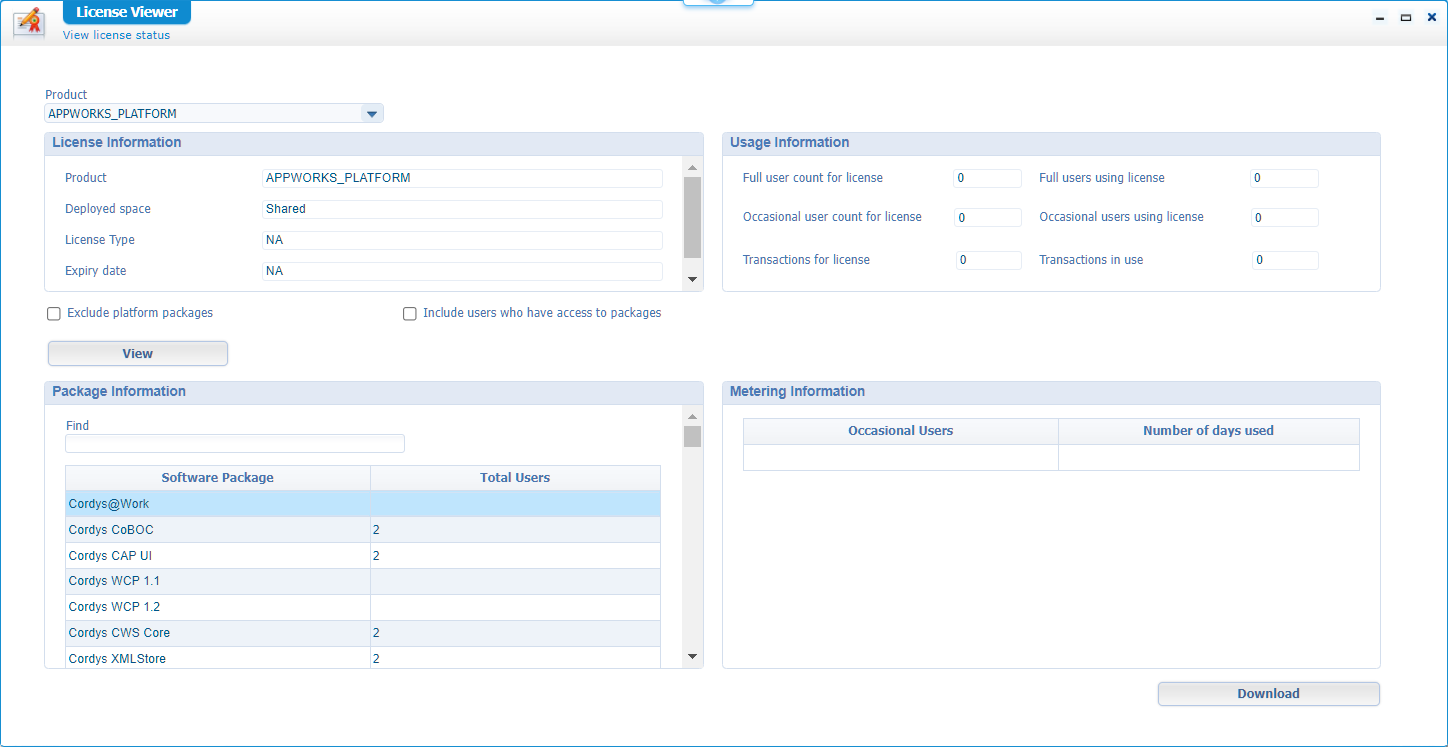 License Viewer
View license status
Product
APPWORKS_PLATFORM
License Information
Product APPWORKS_PLATFORM
Deployed space Shared
License Type NA
Expiry date NA
Usage Information
Full user count for license 0 Full users using license 0
Occasional user count for license 0 Occasional users using license 0
Transactions for license 0 Transactions in use 0
Exclude platform packages Include users who have access to packages
View
Package Information
Find
Software Package Total Users
Cordys@Work
Cordys CoBOC 2
Cordys CAP UI 2
Cordys WCP 1.1
Cordys WCP 1.2
Cordys CWS Core 2
Cordys XMLStore 2
Metering Information
Occasional Users Number of days used
Download